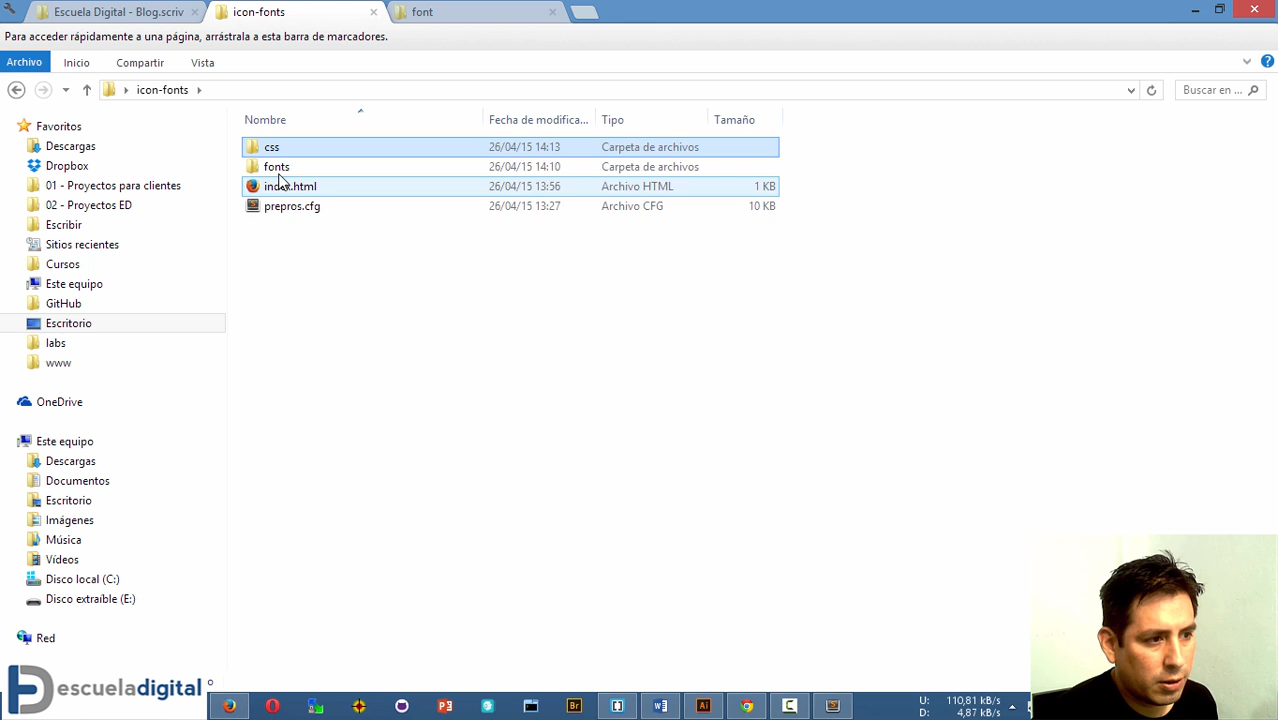 Escuela Digital - Blog.scriv
icon-fonts
font
Para acceder rápidamente a una página, arrástrala a esta barra de marcadores.
Archivo Inicio Compartir Vista
icon-fonts
Buscar en ...
Nombre Fecha de modifica... Tipo Tamaño
css 26/04/15 14:13 Carpeta de archivos
fonts 26/04/15 14:10 Carpeta de archivos
index.html 26/04/15 13:56 Archivo HTML 1 KB
prepros.cfg 26/04/15 13:27 Archivo CFG 10 KB
Favoritos
Descargas
Dropbox
01 - Proyectos para clientes
02 - Proyectos ED
Escribir
Sitios recientes
Cursos
Este equipo
GitHub
Escritorio
labs
www
OneDrive
Este equipo
Descargas
Documentos
Escritorio
Imágenes
Música
Vídeos
Disco local (C:)
Disco extraíble (E:)
Red
escueladigital
Br
U: 110,81 kB/s
D: 4,87 kB/s